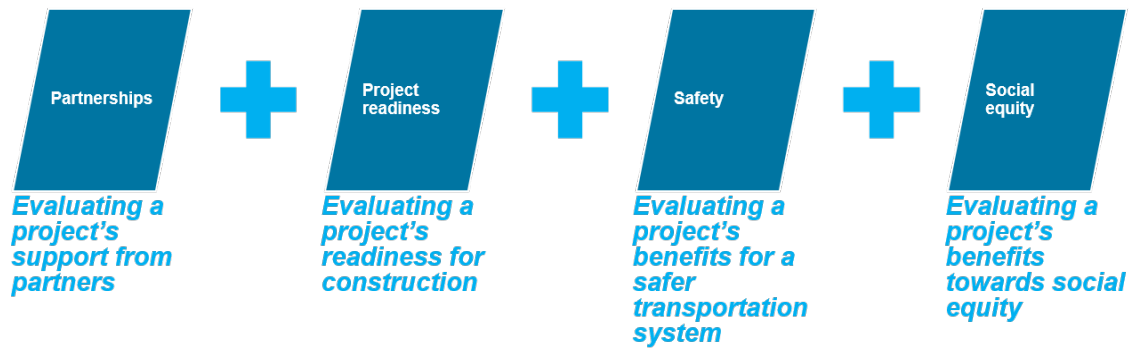 Partnerships
Evaluating a
project's
support from
partners
Project
readiness
Evaluating a
project's
readiness for
construction
Safety
Evaluating a
project's
benefits for a
safer
transportation
system
Social
equity
Evaluating a
project's
benefits
towards social
equity